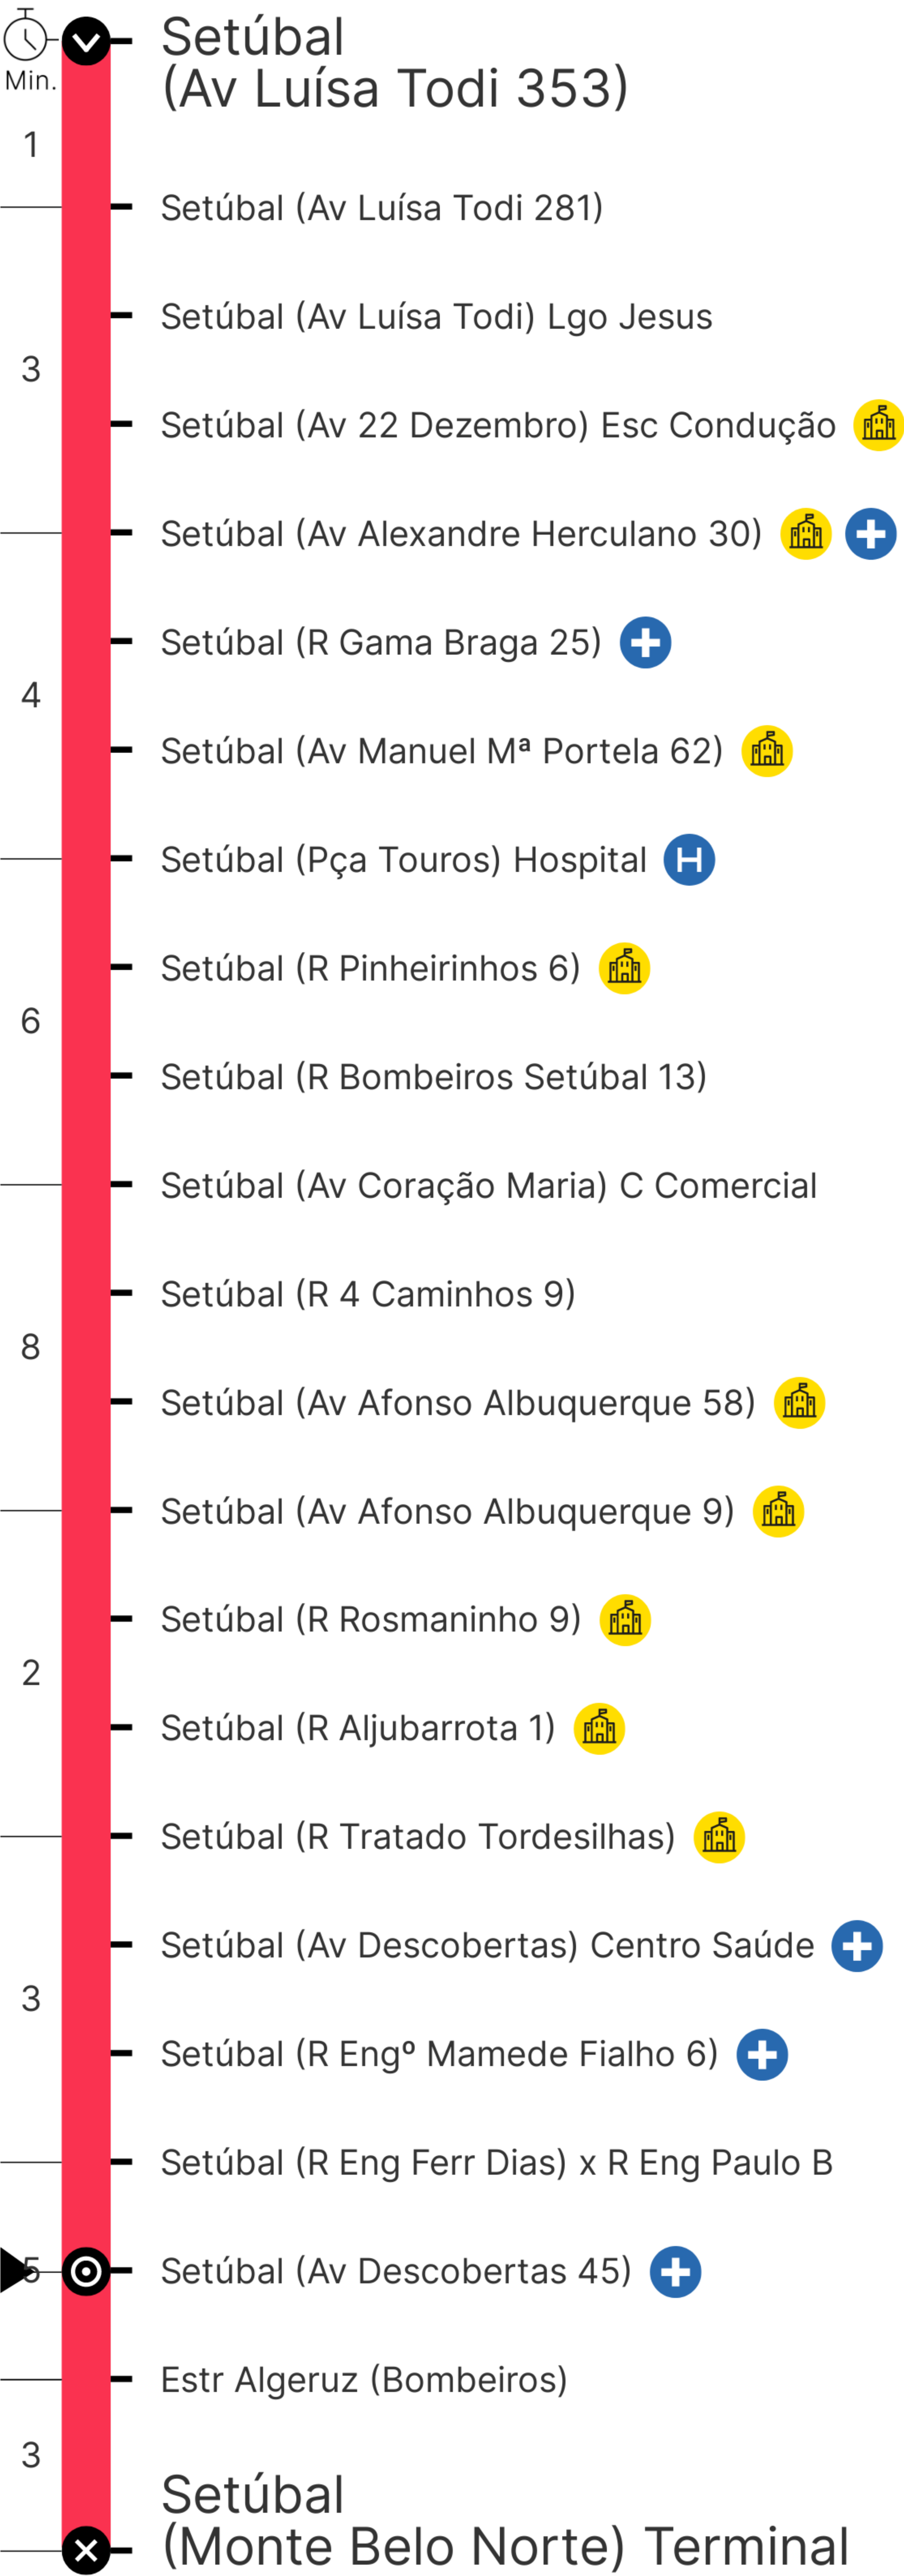 Setúbal
(Av Luísa Todi 353)
Min.
1
Setúbal (Av Luísa Todi 281)
Setúbal (Av Luísa Todi) Lgo Jesus
3
Setúbal (Av 22 Dezembro) Esc Condução
Setúbal (Av Alexandre Herculano 30)
Setúbal (R Gama Braga 25)
4
Setúbal (Av Manuel Mª Portela 62)
Setúbal (Pça Touros) Hospital H
Setúbal (R Pinheirinhos 6)
6
Setúbal (R Bombeiros Setúbal 13)
Setúbal (Av Coração Maria) C Comercial
Setúbal (R 4 Caminhos 9)
8
Setúbal (Av Afonso Albuquerque 58)
Setúbal (Av Afonso Albuquerque 9)
Setúbal (R Rosmaninho 9)
2
Setúbal (R Aljubarrota 1)
Setúbal (R Tratado Tordesilhas)
Setúbal (Av Descobertas) Centro Saúde
3
Setúbal (R Engº Mamede Fialho 6)
Setúbal (R Eng Ferr Dias) x R Eng Paulo B
5 Setúbal (Av Descobertas 45)
Estr Algeruz (Bombeiros)
3
Setúbal
(Monte Belo Norte) Terminal